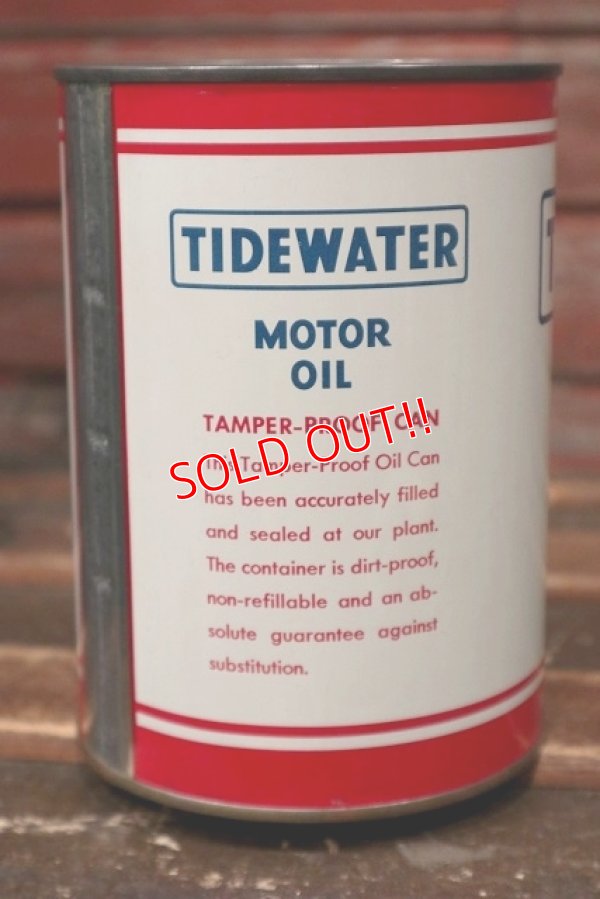 TIDEWATER
MOTOR
OIL
TAMPER-PROOF CAN
SOLD OUT!!
This Tamper-Proof Oil Can
has been accurately filled
and sealed at our plant.
The container is dirt-proof,
non-refillable and an ab-
solute guarantee against
substitution.